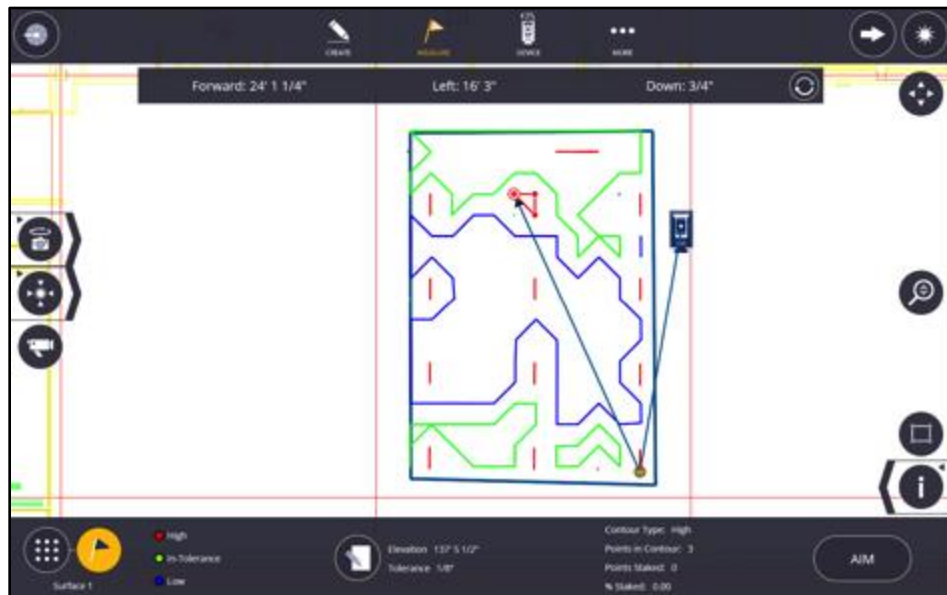 CREATE
MEASURE
DEVICE
MORE
Forward: 24' 1 1/4"
Left: 16' 3"
Down: 3/4"
High
In-Tolerance
Low
Surface 1
Elevation 137' 5 1/2"
Tolerance 1/8"
Contour Type: High
Points in Contour: 3
Points Staked: 0
% Staked: 0.00
AIM